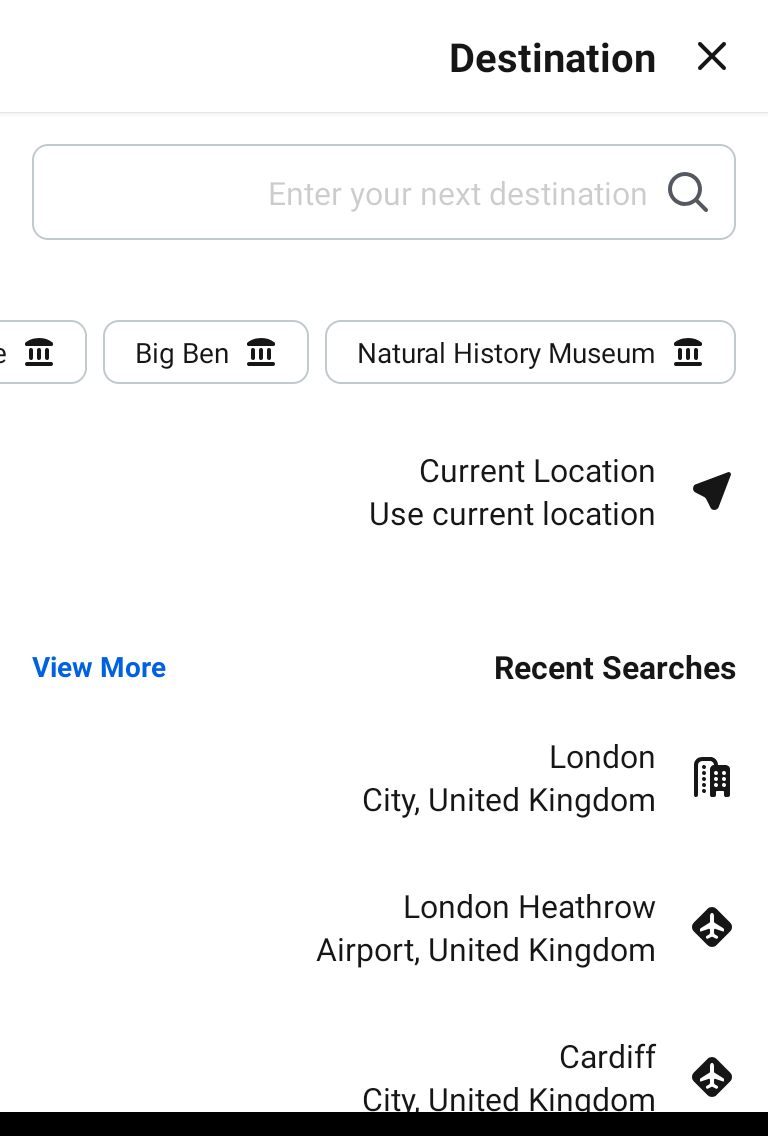 Destination
Enter your next destination
Natural History Museum
Big Ben
Current Location
Use current location
Recent Searches
View More
London
City, United Kingdom
London Heathrow
Airport, United Kingdom
Cardiff
City, United Kingdom